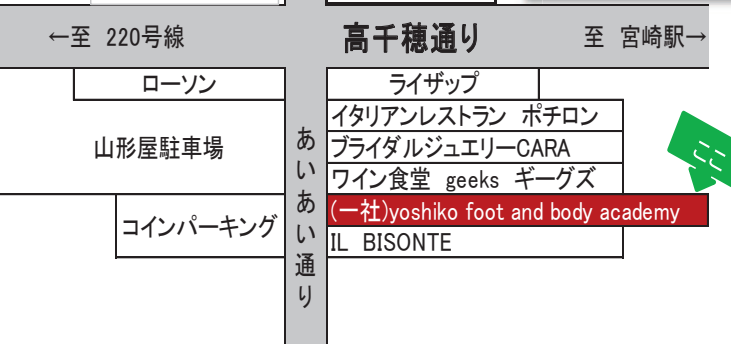 ←至 220号線
高千穂通り
至 宮崎駅→
ローソン
ライザップ
イタリアンレストラン ポチロン
山形屋駐車場
ブライダルジュエリーCARA
ワイン食堂 geeks ギーグズ
(一社)yoshiko foot and body academy
コインパーキング
IL BISONTE
あいあい通り
ここ